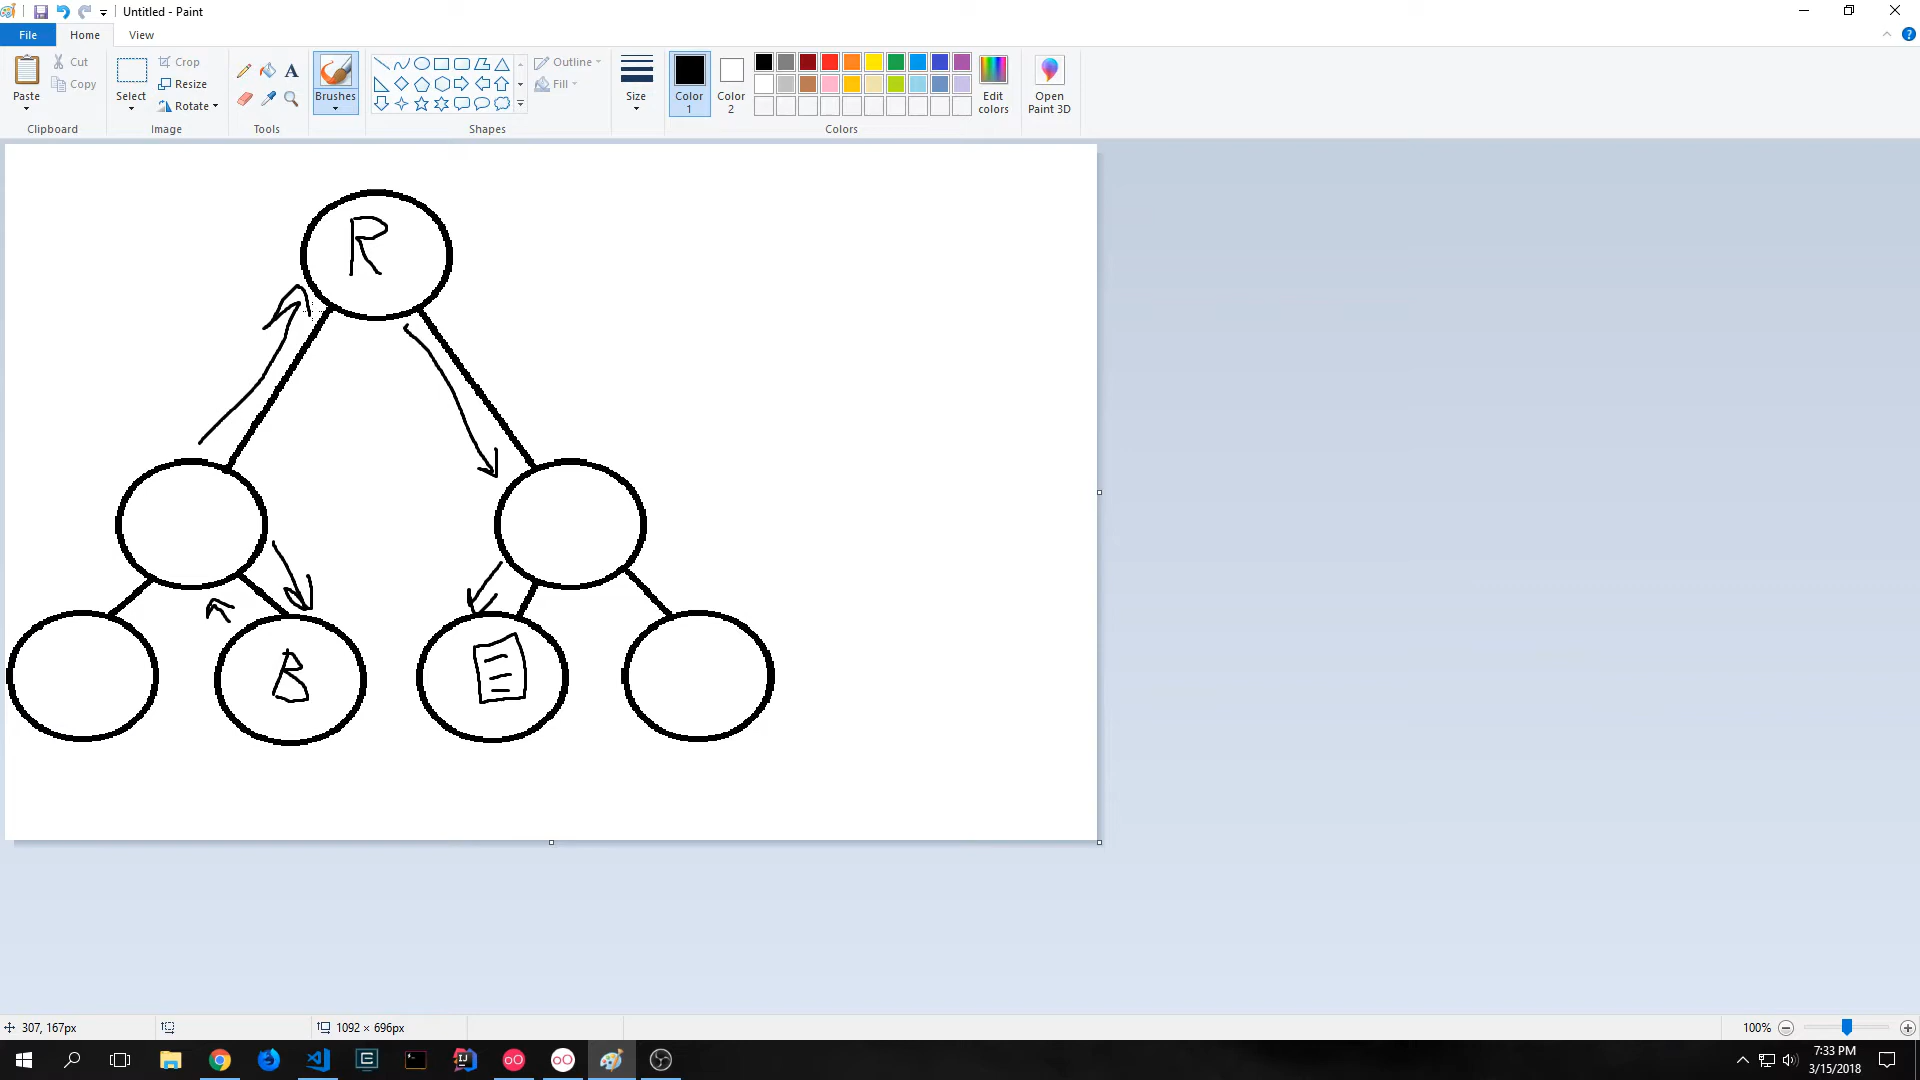 Untitled - Paint
File Home View
Cut
Copy
Paste
Clipboard
Crop
Resize
Rotate
Select
Image
Tools
Brushes
Outline
Fill
Shapes
Size
Color 1
Color 2
Edit colors
Colors
Open Paint 3D
R
B
307, 167px
1092 × 696px
100%
7:33 PM
3/15/2018